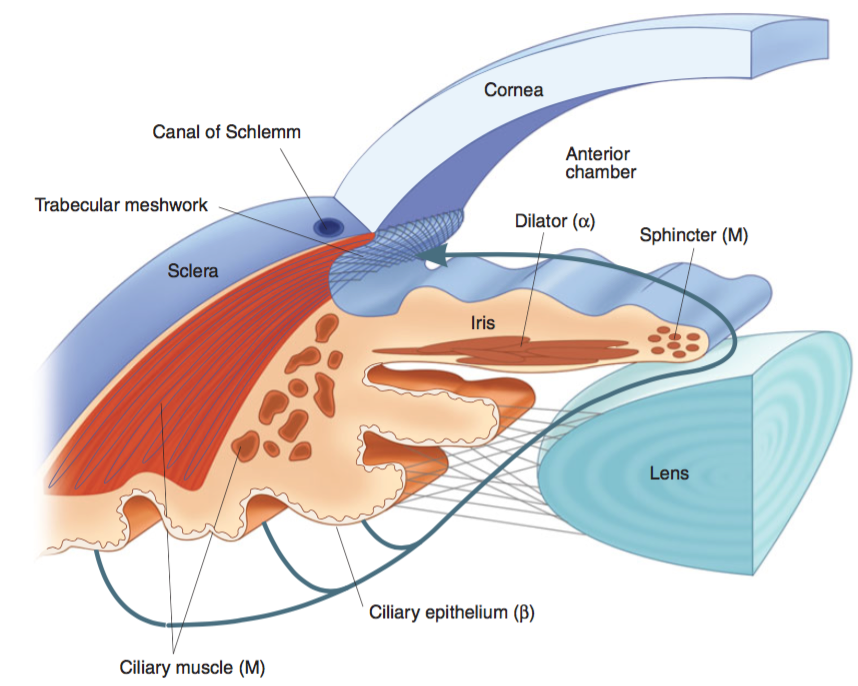 Cornea
Canal of Schlemm
Anterior
chamber
Trabecular meshwork
Dilator (α)
Sphincter (M)
Sclera
Iris
Lens
Ciliary epithelium (β)
Ciliary muscle (M)